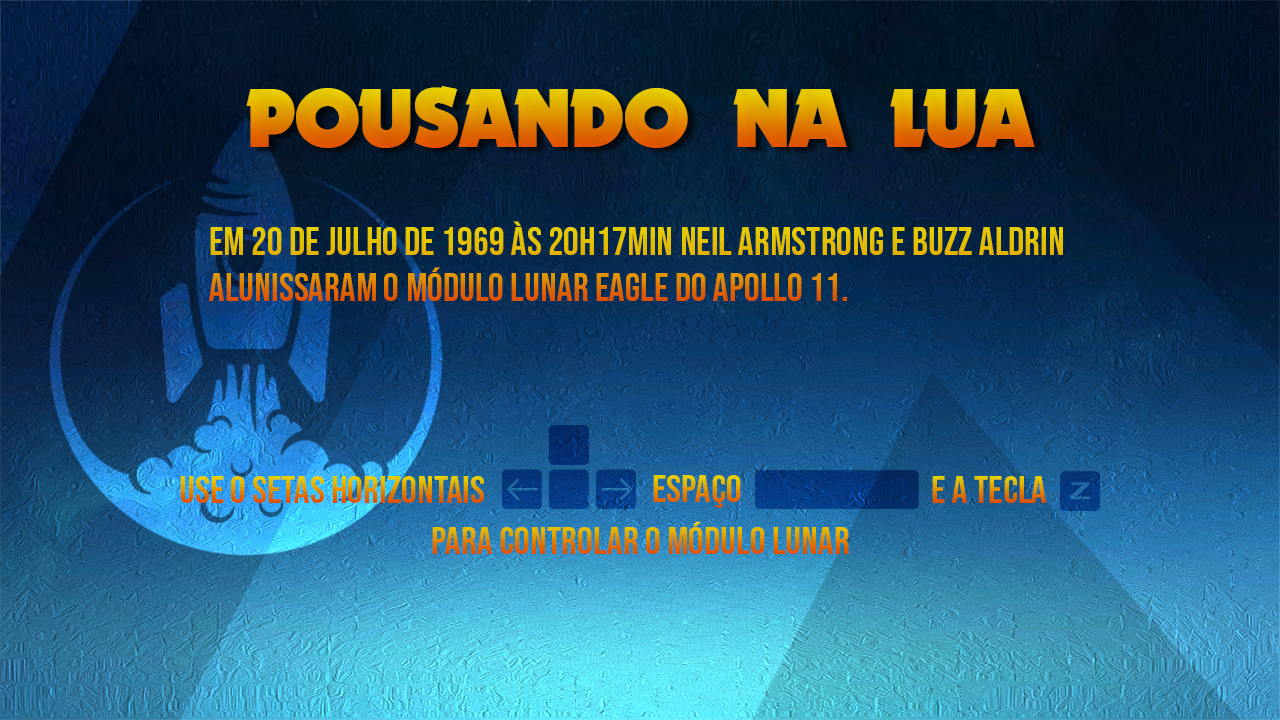 POUSANDO NA LUA
EM 20 DE JULHO DE 1969 ÀS 20H17MIN NEIL ARMSTRONG E BUZZ ALDRIN
ALUNISSARAM O MÓDULO LUNAR EAGLE DO APOLLO 11.
USE O SETAS HORIZONTAIS ← → ESPAÇO E A TECLA Z
PARA CONTROLAR O MÓDULO LUNAR